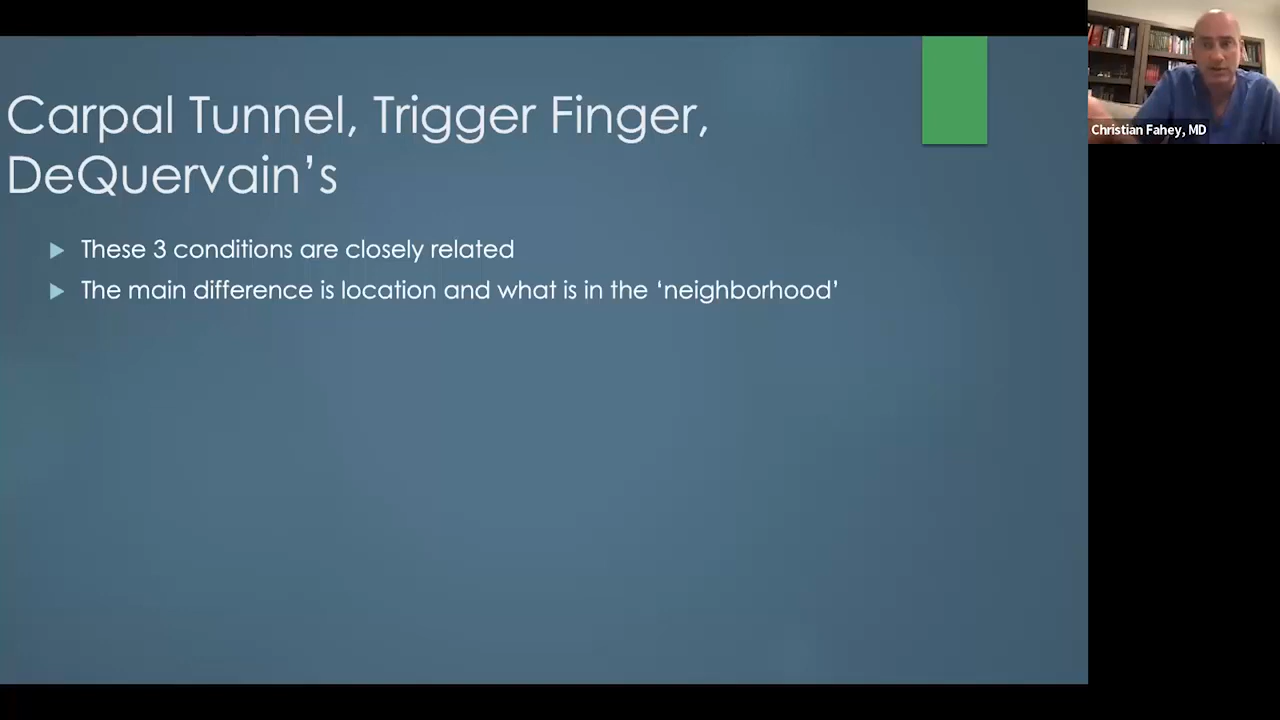 Carpal Tunnel, Trigger Finger,
DeQuervain’s
These 3 conditions are closely related
The main difference is location and what is in the ‘neighborhood’
Christian Fahey, MD